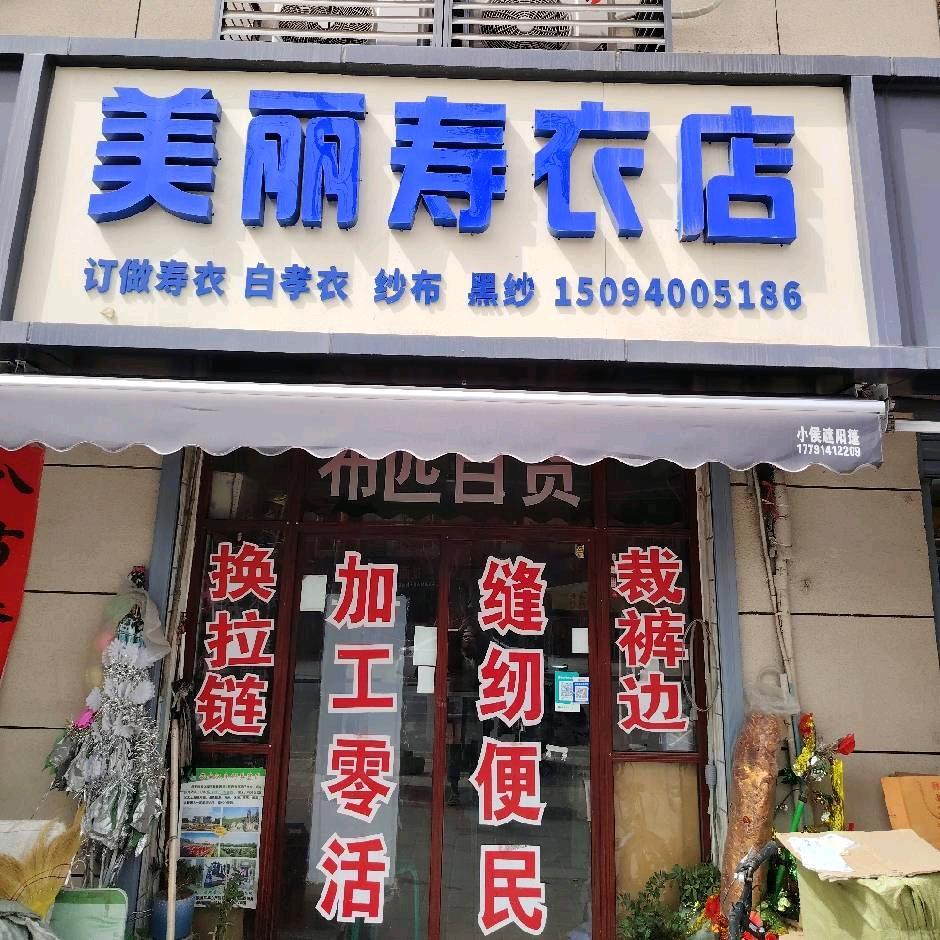 美丽寿衣店
订做寿衣 白孝衣 纱布 黑纱 15094005186
小侯遮阳篷
17791412209
布匹百货
换拉链
加工零活
缝纫便民
裁裤边